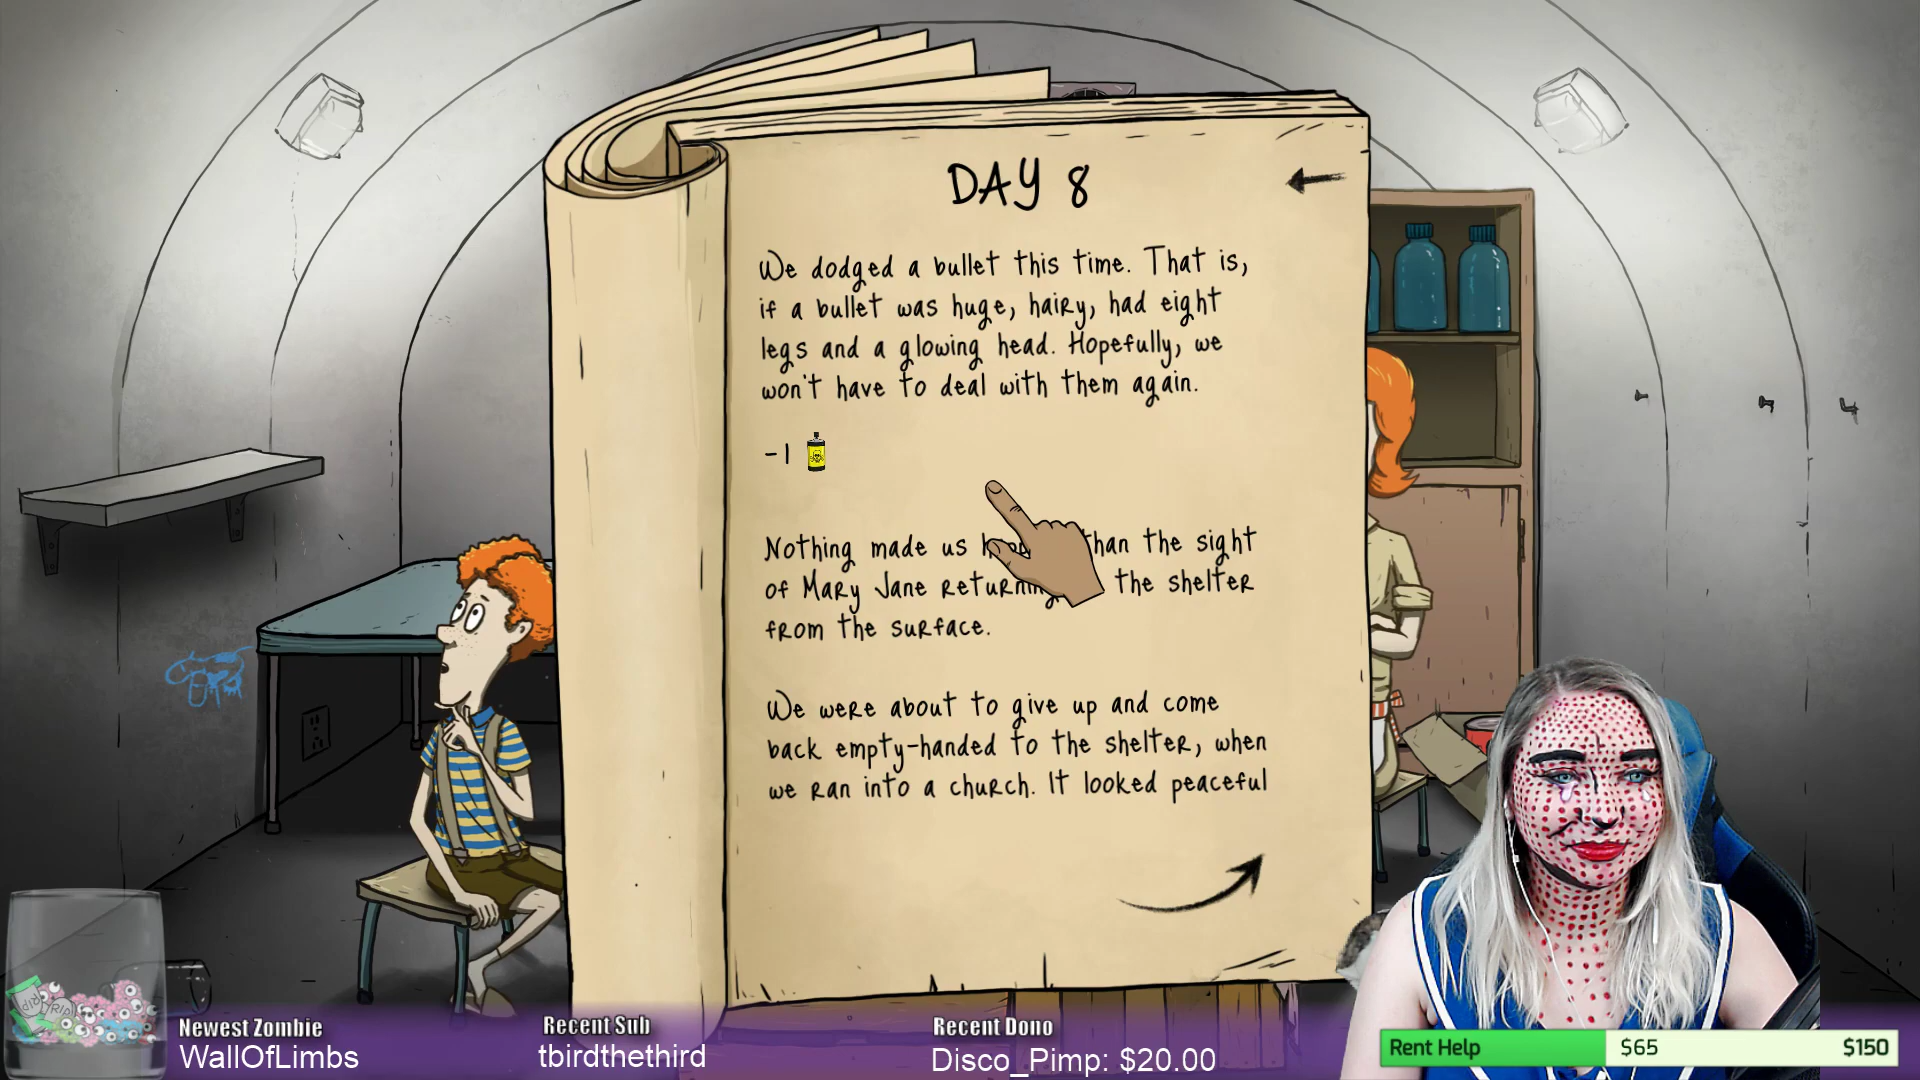 DAY 8
We dodged a bullet this time. That is,
if a bullet was huge, hairy, had eight
legs and a glowing head. Hopefully, we
won't have to deal with them again.
-1
Nothing made us than the sight
of Mary Jane returning the shelter
from the surface.
We were about to give up and come
back empty-handed to the shelter, when
we ran into a church. It looked peaceful
Newest Zombie
WallOfLimbs
Recent Sub
tbirdthethird
Recent Dono
Disco_Pimp: $20.00
Rent Help
$65
$150